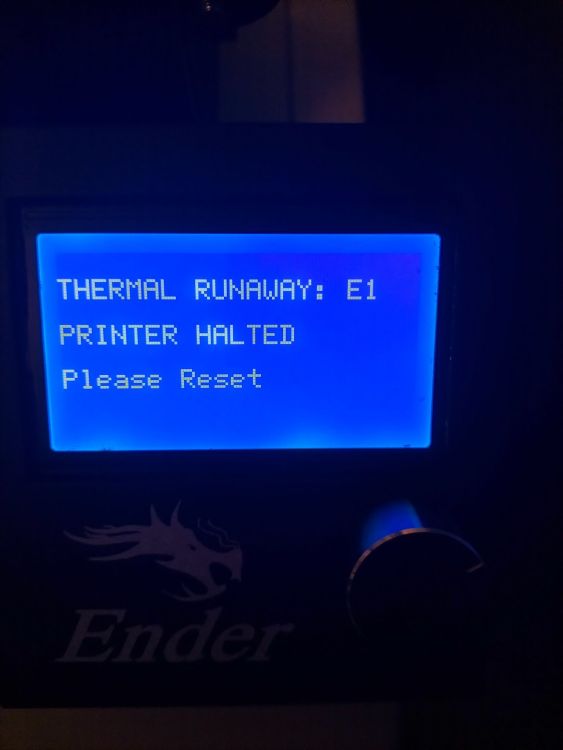 THERMAL RUNAWAY: E1
PRINTER HALTED
Please Reset
Ender